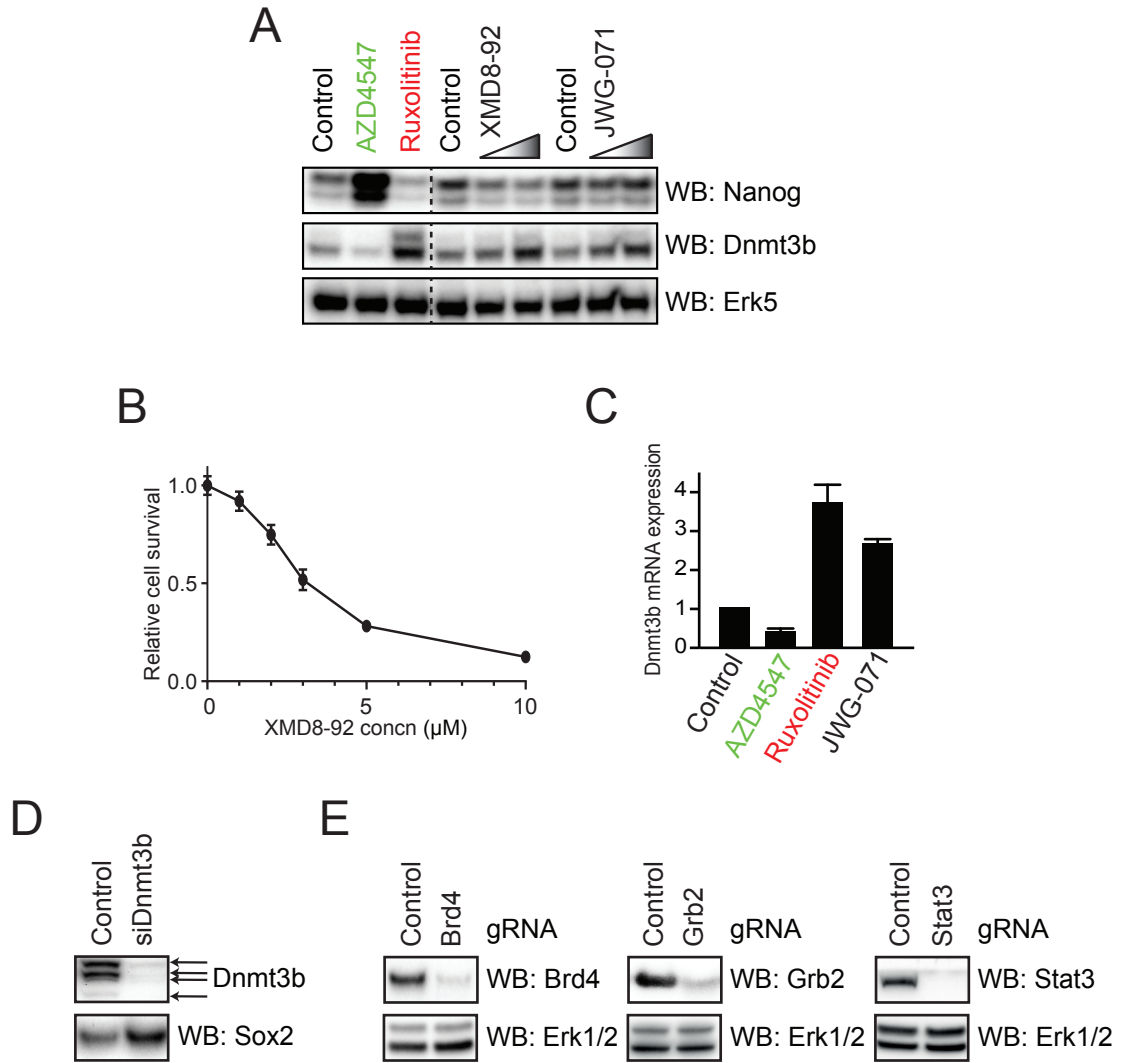 A
Control
AZD4547
Ruxolitinib
Control
XMD8-92
Control
JWG-071
WB: Nanog
WB: Dnmt3b
WB: Erk5
B
Relative cell survival
1.0
0.5
0.0
0
5
10
XMD8-92 concn (µM)
C
Dnmt3b mRNA expression
4
3
2
1
0
Control
AZD4547
Ruxolitinib
JWG-071
D
Control
siDnmt3b
Dnmt3b
WB: Sox2
E
Control
Brd4
gRNA
WB: Brd4
WB: Erk1/2
Control
Grb2
gRNA
WB: Grb2
WB: Erk1/2
Control
Stat3
gRNA
WB: Stat3
WB: Erk1/2